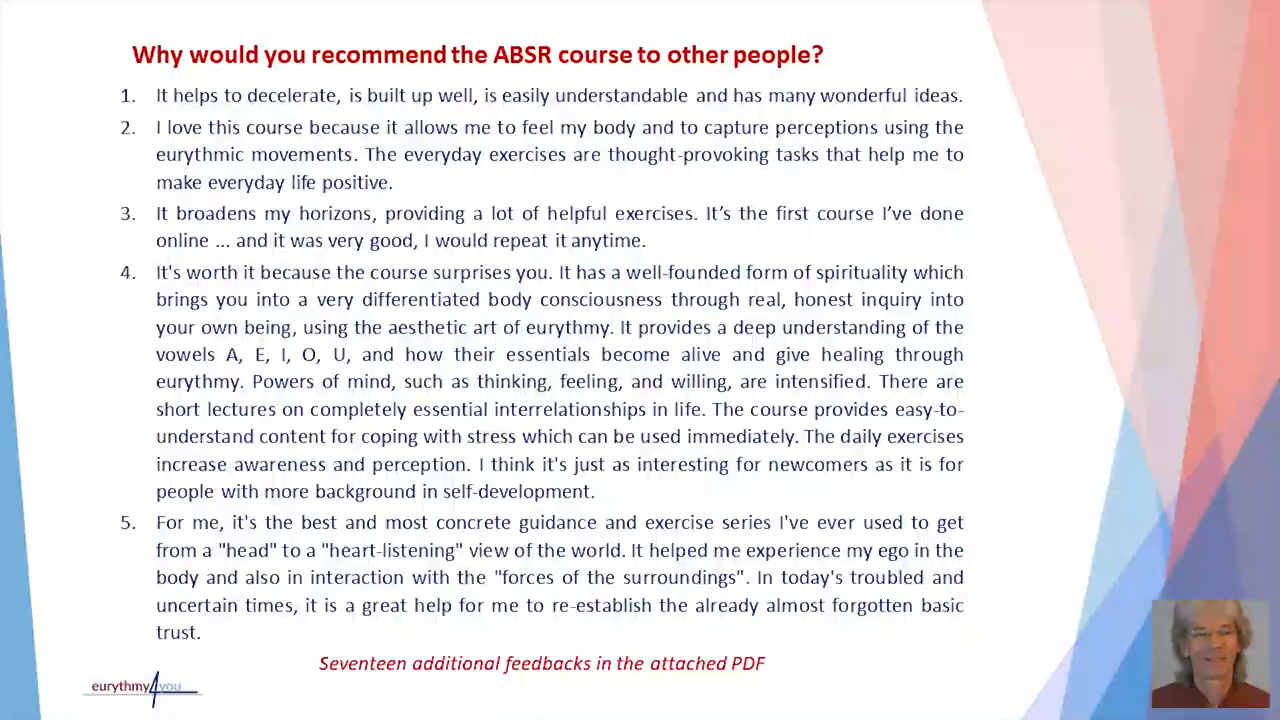 Why would you recommend the ABSR course to other people?
1. It helps to decelerate, is built up well, is easily understandable and has many wonderful ideas.
2. I love this course because it allows me to feel my body and to capture perceptions using the
eurythmic movements. The everyday exercises are thought-provoking tasks that help me to
make everyday life positive.
3. It broadens my horizons, providing a lot of helpful exercises. It’s the first course I’ve done
online ... and it was very good, I would repeat it anytime.
4. It's worth it because the course surprises you. It has a well-founded form of spirituality which
brings you into a very differentiated body consciousness through real, honest inquiry into
your own being, using the aesthetic art of eurythmy. It provides a deep understanding of the
vowels A, E, I, O, U, and how their essentials become alive and give healing through
eurythmy. Powers of mind, such as thinking, feeling, and willing, are intensified. There are
short lectures on completely essential interrelationships in life. The course provides easy-to-
understand content for coping with stress which can be used immediately. The daily exercises
increase awareness and perception. I think it's just as interesting for newcomers as it is for
people with more background in self-development.
5. For me, it's the best and most concrete guidance and exercise series I've ever used to get
from a "head" to a "heart-listening" view of the world. It helped me experience my ego in the
body and also in interaction with the "forces of the surroundings". In today's troubled and
uncertain times, it is a great help for me to re-establish the already almost forgotten basic
trust.
Seventeen additional feedbacks in the attached PDF
eurythmy4you